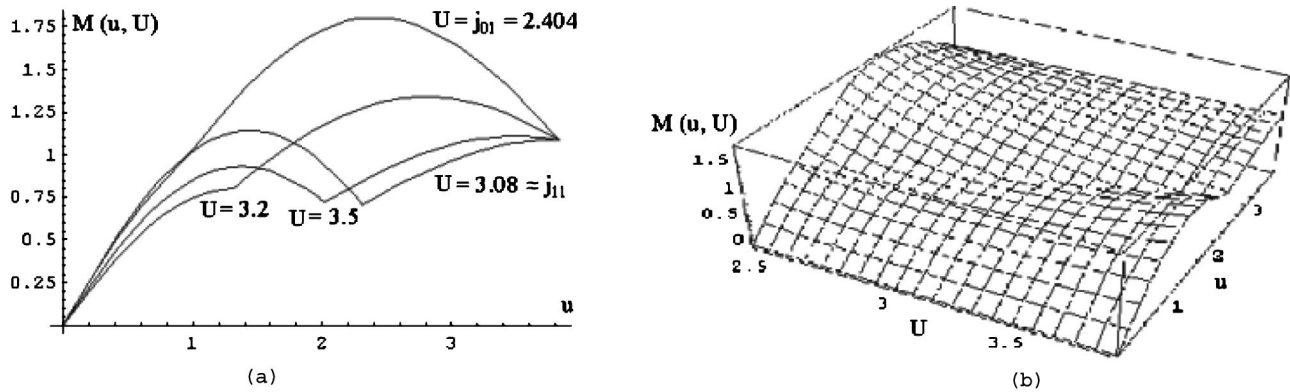 M (u, U)
U = j01 = 2.404
1.75
1.5
1.25
1
0.75
0.5
0.25
U = 3.2
U = 3.5
U = 3.08 ≈ j11
u
1
2
3
(a)
M (u, U)
1.5
1
0.5
0
2.5
3
3.5
U
1
2
3
u
(b)